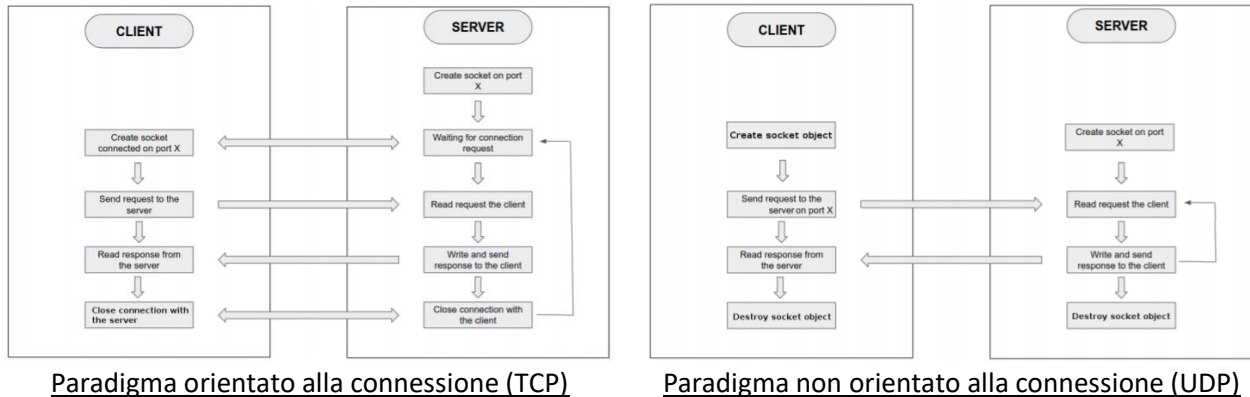 CLIENT
Create socket
connected on port X
Send request to the
server
Read response from
the server
Close connection with
the server
SERVER
Create socket on port
X
Waiting for connection
request
Read request the client
Write and send
response to the client
Close connection with
the client
Paradigma orientato alla connessione (TCP)
CLIENT
Create socket object
Send request to the
server on port X
Read response from
the server
Destroy socket object
SERVER
Create socket on port
X
Read request the client
Write and send
response to the client
Destroy socket object
Paradigma non orientato alla connessione (UDP)